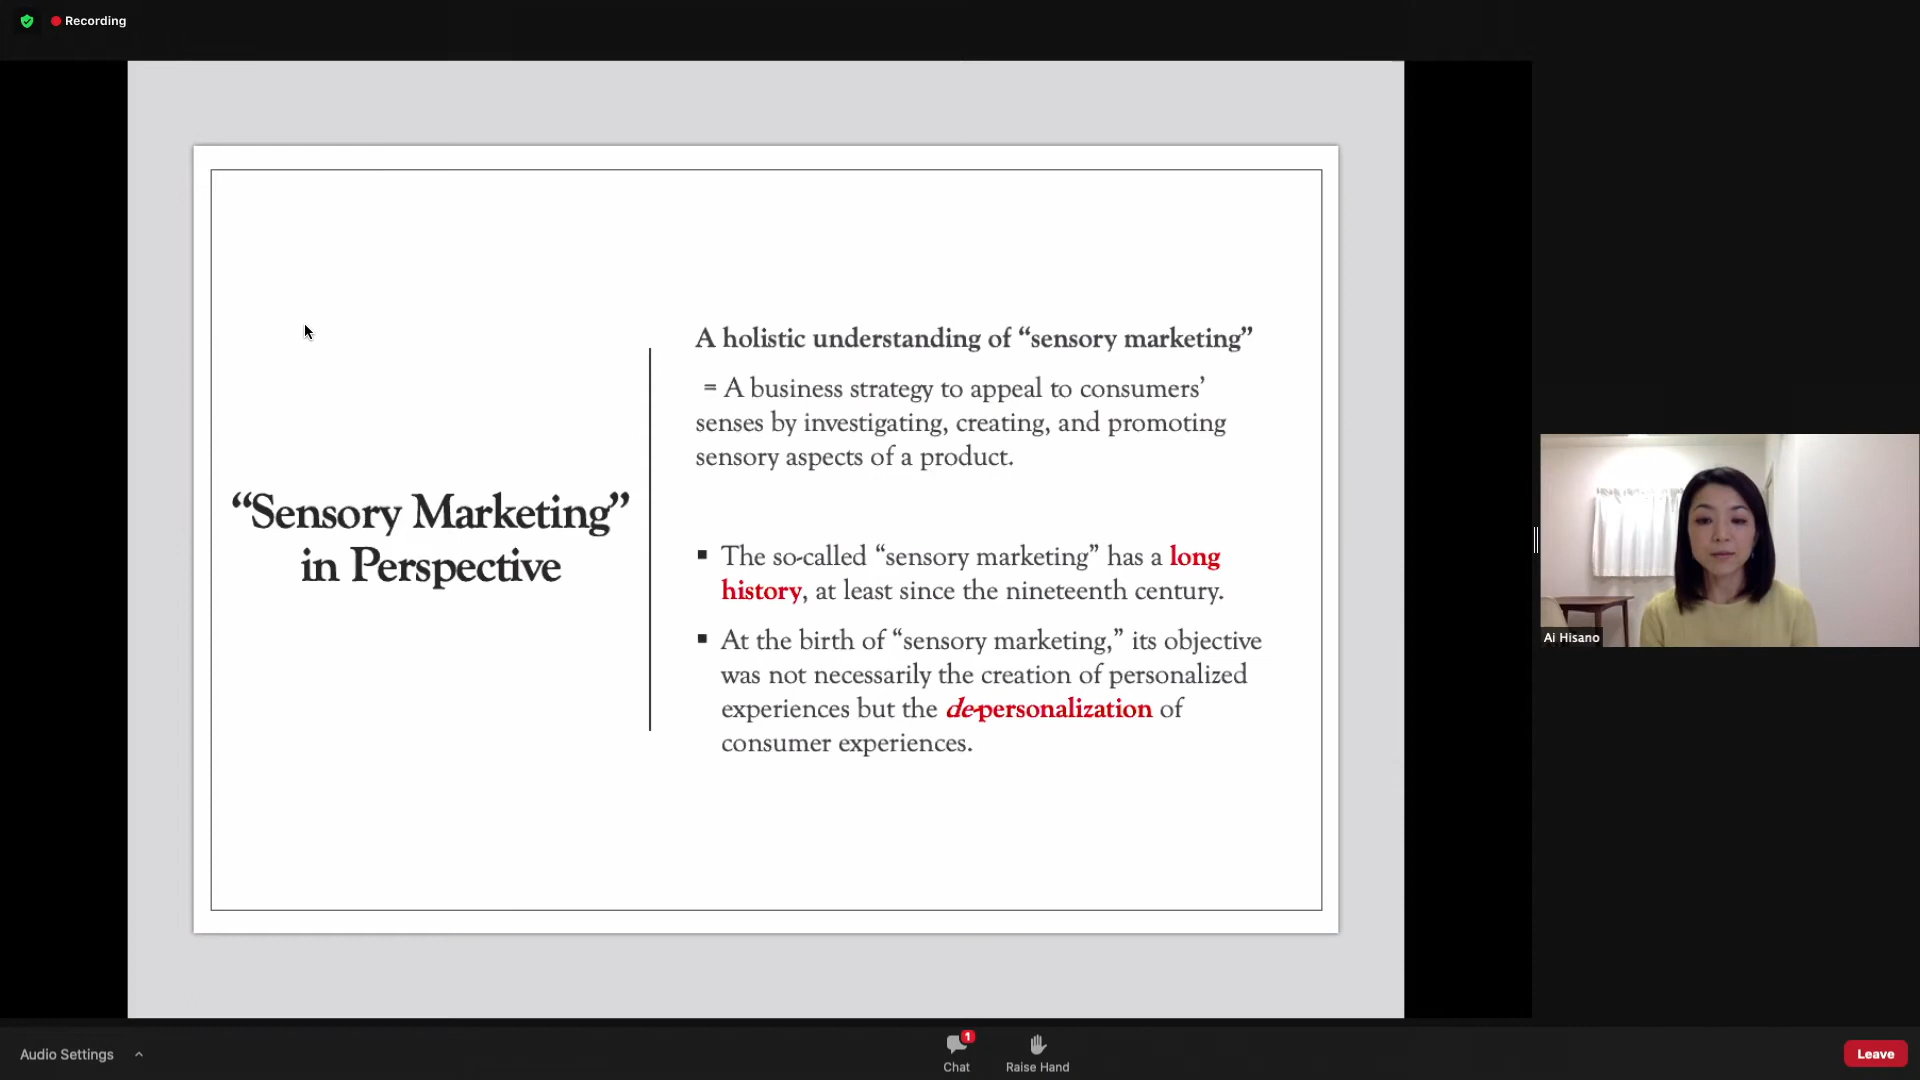 Recording
“Sensory Marketing”
in Perspective
A holistic understanding of “sensory marketing”
= A business strategy to appeal to consumers’
senses by investigating, creating, and promoting
sensory aspects of a product.
▪ The so-called “sensory marketing” has a long
history, at least since the nineteenth century.
▪ At the birth of “sensory marketing,” its objective
was not necessarily the creation of personalized
experiences but the de-personalization of
consumer experiences.
Ai Hisano
Audio Settings
1
Chat
Raise Hand
Leave